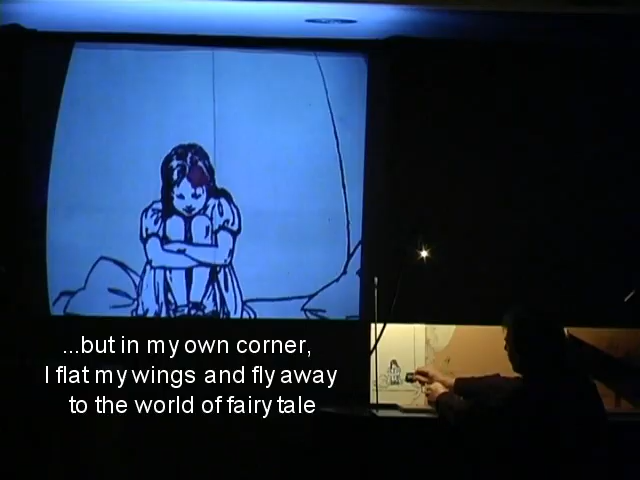 ...but in my own corner,
I flat my wings and fly away
to the world of fairy tale